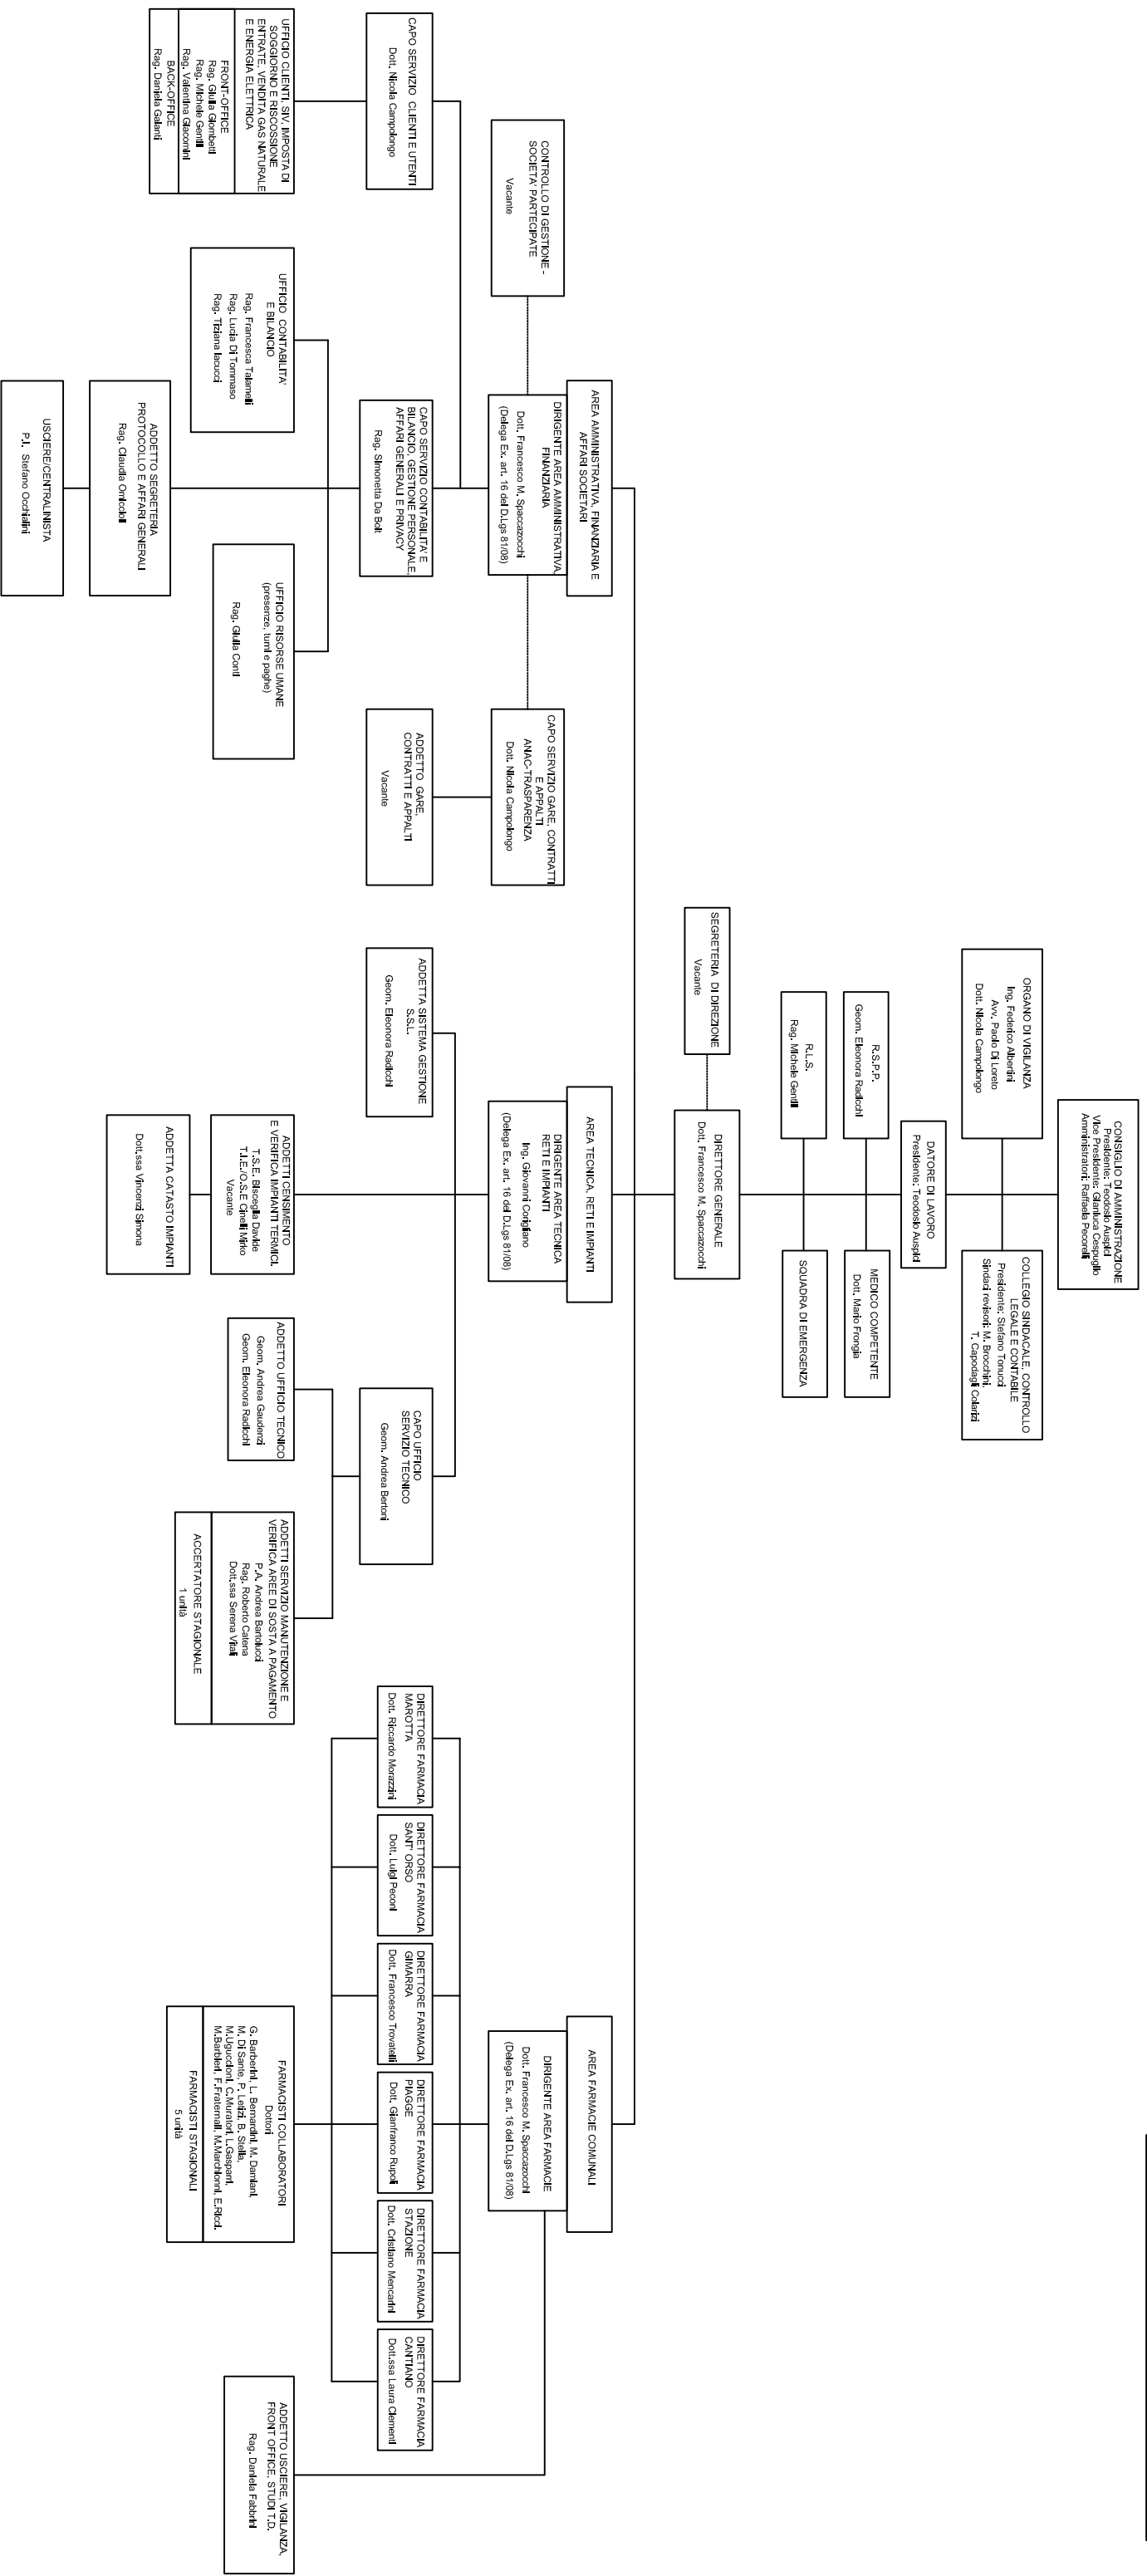 CONSIGLIO DI AMMINISTRAZIONE
Presidente: Teodosio Auspici
Vice Presidente: Gianluca Cespuglio
Amministratori: Raffaela Pecorelli
ORGANO DI VIGILANZA
Ing. Federico Albertini
Avv. Paolo Di Loreto
Dott. Nicola Campolongo
COLLEGIO SINDACALE, CONTROLLO
LEGALE E CONTABILE
Presidente: Stefano Tonucci
Sindaci revisori: M. Brocchini,
T. Capodagli Colarizi
DATORE DI LAVORO
Presidente: Teodosio Auspici
R.S.P.P.
Geom. Eleonora Radicchi
MEDICO COMPETENTE
Dott. Mario Frongia
R.L.S.
Rag. Michele Gentili
SQUADRA DI EMERGENZA
SEGRETERIA DI DIREZIONE
Vacante
DIRETTORE GENERALE
Dott. Francesco M. Spaccazocchi
AREA AMMINISTRATIVA, FINANZIARIA E
AFFARI SOCIETARI
DIRIGENTE AREA AMMINISTRATIVA,
FINANZIARIA
Dott. Francesco M. Spaccazocchi
(Delega Ex. art. 16 del D.Lgs 81/08)
CONTROLLO DI GESTIONE -
SOCIETA' PARTECIPATE
Vacante
CAPO SERVIZIO GARE, CONTRATTI
E APPALTI
ANAC-TRASPARENZA
Dott. Nicola Campolongo
ADDETTO GARE,
CONTRATTI E APPALTI
Vacante
CAPO SERVIZIO CLIENTI E UTENTI
Dott. Nicola Campolongo
UFFICIO CLIENTI, SIV, IMPOSTA DI
SOGGIORNO E RISCOSSIONE
ENTRATE, VENDITA GAS NATURALE
E ENERGIA ELETTRICA
FRONT-OFFICE
Rag. Giulia Giombetti
Rag. Michele Gentili
Rag. Valentina Giacomini
BACK-OFFICE
Rag. Daniela Galanti
CAPO SERVIZIO CONTABILITA' E
BILANCIO, GESTIONE PERSONALE,
AFFARI GENERALI E PRIVACY
Rag. Simonetta Da Boit
UFFICIO CONTABILITA'
E BILANCIO
Rag. Francesca Talamelli
Rag. Lucia Di Tommaso
Rag. Tiziana Iacucci
UFFICIO RISORSE UMANE
(presenze, turni e paghe)
Rag. Giulia Conti
ADDETTO SEGRETERIA
PROTOCOLLO E AFFARI GENERALI
Rag. Claudia Omiccioli
USCIERE/CENTRALINISTA
P.I. Stefano Occhialini
AREA TECNICA, RETI E IMPIANTI
DIRIGENTE AREA TECNICA
RETI E IMPIANTI
Ing. Giovanni Corigliano
(Delega Ex. art. 16 del D.Lgs 81/08)
ADDETTA SISTEMA GESTIONE
S.S.L.
Geom. Eleonora Radicchi
ADDETTI CENSIMENTO
E VERIFICA IMPIANTI TERMICI.
T.S.E. Bisceglia Davide
T.I.E./O.S.E Cinelli Mirko
Vacante
ADDETTA CATASTO IMPIANTI
Dott.ssa Vincenzi Simona
CAPO UFFICIO
SERVIZIO TECNICO
Geom. Andrea Bertoni
ADDETTO UFFICIO TECNICO
Geom. Andrea Gaudenzi
Geom. Eleonora Radicchi
ADDETTI SERVIZIO MANUTENZIONE E
VERIFICA AREE DI SOSTA A PAGAMENTO
P.A. Andrea Bartolucci
Rag. Roberto Catena
Dott.ssa Serena Vitali
ACCERTATORE STAGIONALE
1 unità
AREA FARMACIE COMUNALI
DIRIGENTE AREA FARMACIE
Dott. Francesco M. Spaccazocchi
(Delega Ex. art. 16 del D.Lgs 81/08)
DIRETTORE FARMACIA
MAROTTA
Dott. Riccardo Morazzini
DIRETTORE FARMACIA
SANT' ORSO
Dott. Luigi Peconi
DIRETTORE FARMACIA
GIMARRA
Dott. Francesco Trovatelli
DIRETTORE FARMACIA
PIAGGE
Dott. Gianfranco Rupoli
DIRETTORE FARMACIA
STAZIONE
Dott. Cristiano Mencarini
DIRETTORE FARMACIA
CANTIANO
Dott.ssa Laura Clementi
FARMACISTI COLLABORATORI
Dottori
G. Barberini, L. Bernardini, M. Damiani,
M. Di Sante, P. Letizi, B. Stella,
M.Uguccioni, C.Muratori, L.Gasparri,
M.Barbieri, F.Fraternali, M.Marchionni, E.Ricci.
FARMACISTI STAGIONALI
5 unità
ADDETTO USCIERE, VIGILANZA,
FRONT OFFICE, STUDI T.D.
Rag. Daniela Fabbrini